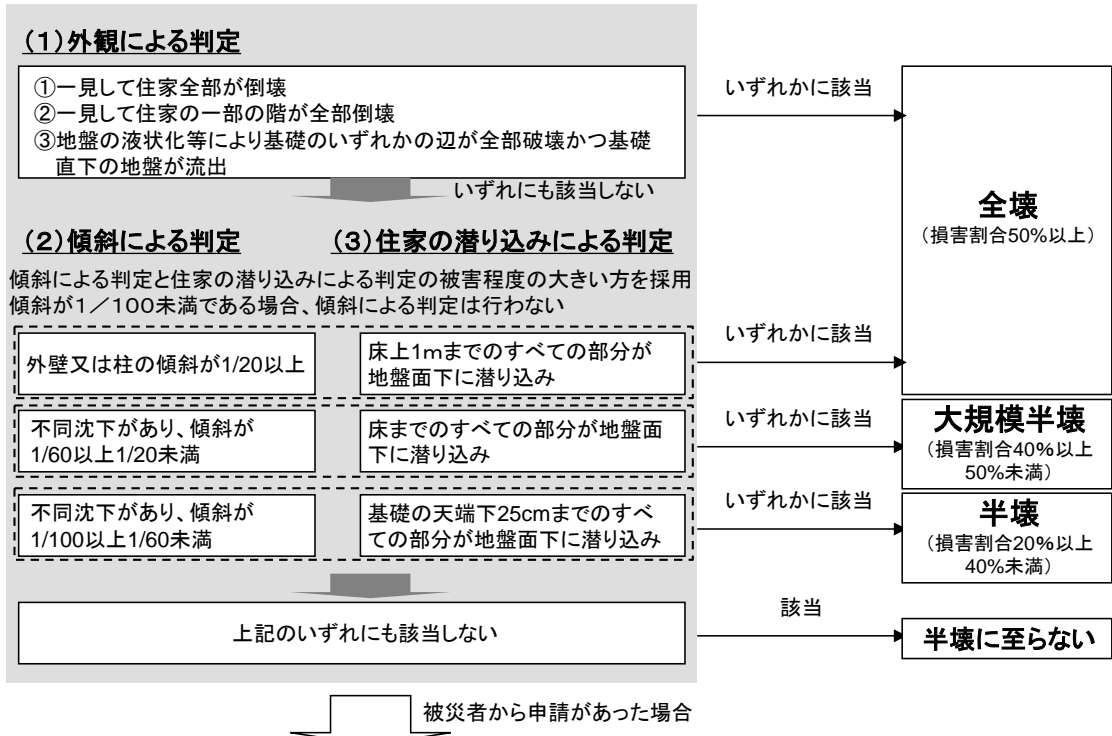 (1)外観による判定
①一見して住家全部が倒壊
②一見して住家の一部の階が全部倒壊
③地盤の液状化等により基礎のいずれかの辺が全部破壊かつ基礎
直下の地盤が流出
いずれかに該当
いずれにも該当しない
全壊
(損害割合50%以上)
(2)傾斜による判定
(3)住家の潜り込みによる判定
傾斜による判定と住家の潜り込みによる判定の被害程度の大きい方を採用
傾斜が1/100未満である場合、傾斜による判定は行わない
外壁又は柱の傾斜が1/20以上
床上1mまでのすべての部分が
地盤面下に潜り込み
いずれかに該当
不同沈下があり、傾斜が
1/60以上1/20未満
床までのすべての部分が地盤面
下に潜り込み
いずれかに該当
大規模半壊
(損害割合40%以上
50%未満)
不同沈下があり、傾斜が
1/100以上1/60未満
基礎の天端下25cmまでのすべ
ての部分が地盤面下に潜り込み
いずれかに該当
半壊
(損害割合20%以上
40%未満)
上記のいずれにも該当しない
該当
半壊に至らない
被災者から申請があった場合